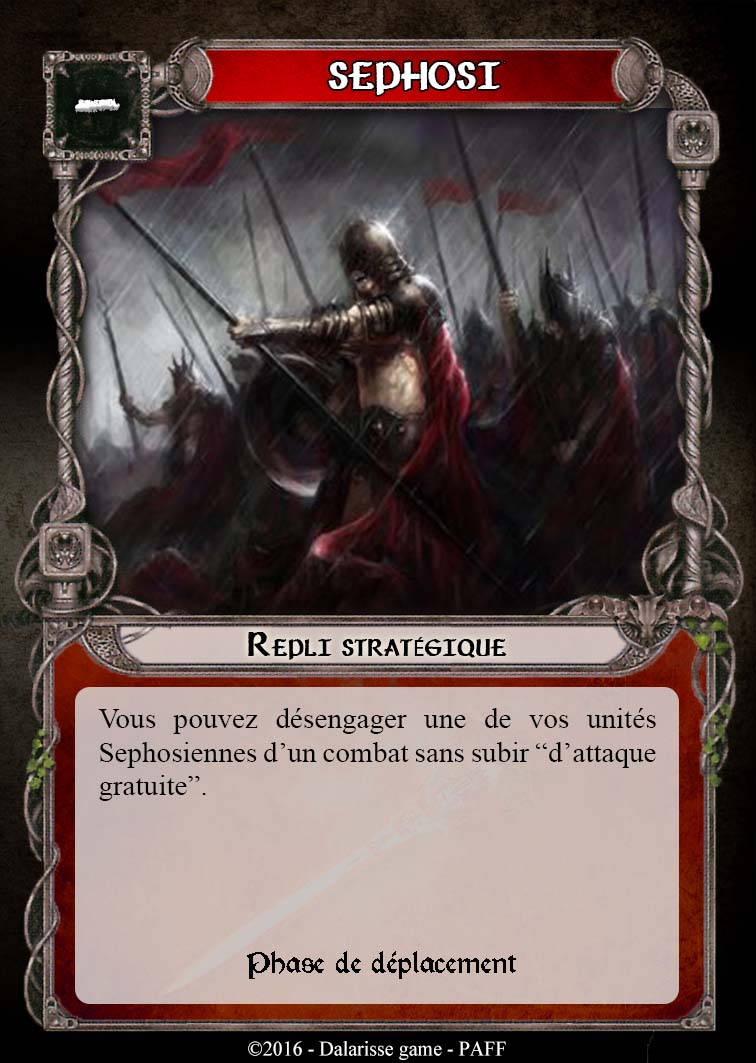 SEPHOSI
-
Repli stratégique
Vous pouvez désengager une de vos unités
Sephosiennes d’un combat sans subir “d’attaque
gratuite”.
Phase de déplacement
©2016 - Dalarisse game - PAFF